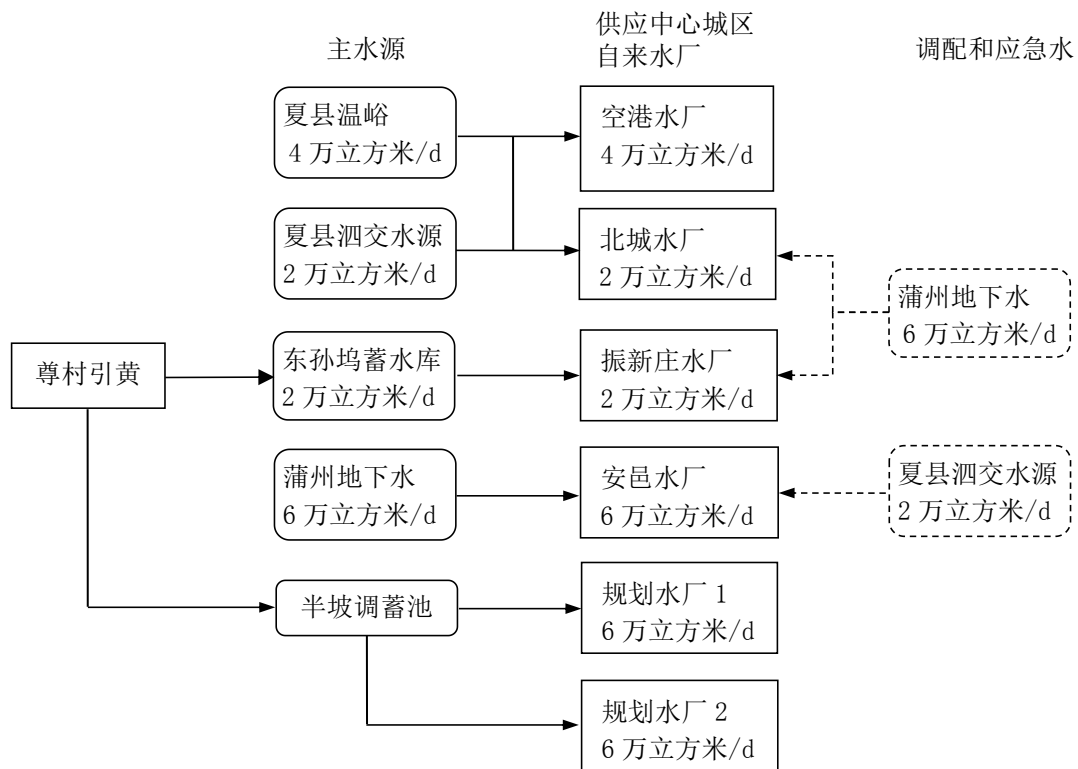 主水源
供应中心城区
自来水厂
调配和应急水
夏县温峪
4 万立方米/d
空港水厂
4 万立方米/d
夏县泗交水源
2 万立方米/d
北城水厂
2 万立方米/d
蒲州地下水
6 万立方米/d
尊村引黄
东孙坞蓄水库
2 万立方米/d
振新庄水厂
2 万立方米/d
蒲州地下水
6 万立方米/d
安邑水厂
6 万立方米/d
夏县泗交水源
2 万立方米/d
半坡调蓄池
规划水厂 1
6 万立方米/d
规划水厂 2
6 万立方米/d